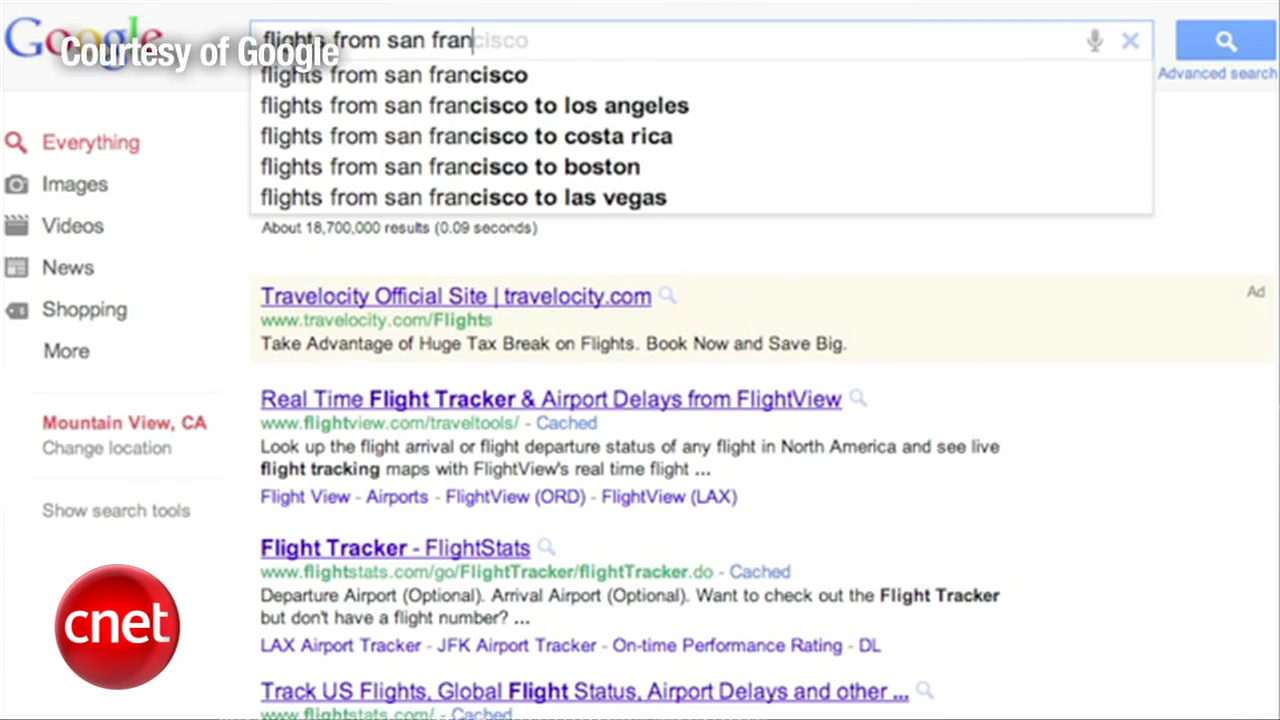 Google
Courtesy of Google
flights from san francisco
Advanced search
flights from san francisco
flights from san francisco to los angeles
flights from san francisco to costa rica
flights from san francisco to boston
flights from san francisco to las vegas
About 18,700,000 results (0.09 seconds)
Everything
Images
Videos
News
Shopping
More
Mountain View, CA
Change location
Show search tools
Travelocity Official Site | travelocity.com
Ad
www.travelocity.com/Flights
Take Advantage of Huge Tax Break on Flights. Book Now and Save Big.
Real Time Flight Tracker & Airport Delays from FlightView
www.flightview.com/traveltools/ - Cached
Look up the flight arrival or flight departure status of any flight in North America and see live
flight tracking maps with FlightView's real time flight ...
Flight View - Airports - FlightView (ORD) - FlightView (LAX)
Flight Tracker - FlightStats
www.flightstats.com/go/FlightTracker/flightTracker.do - Cached
Departure Airport (Optional). Arrival Airport (Optional). Want to check out the Flight Tracker
but don't have a flight number? ...
LAX Airport Tracker - JFK Airport Tracker - On-time Performance Rating - DL
Track US Flights, Global Flight Status, Airport Delays and other ...
www.flightstats.com/ - Cached
cnet